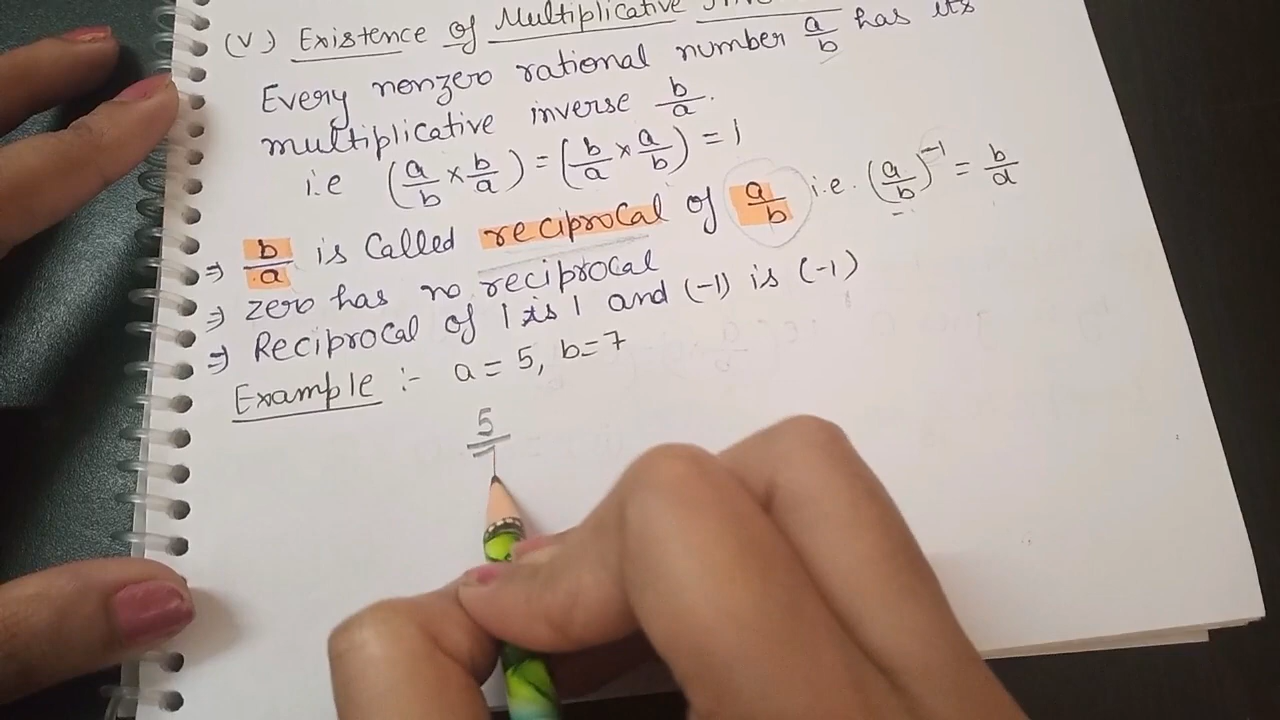 (V) Existence of Multiplicative
Every nonzero rational number a/b has its
multiplicative inverse b/a.
i.e (a/b × b/a) = (b/a × a/b) = 1
⇒ b/a is called reciprocal of a/b i.e. (a/b)⁻¹ = b/a
⇒ zero has no reciprocal
⇒ Reciprocal of 1 is 1 and (-1) is (-1)
Example :- a = 5, b=7
5